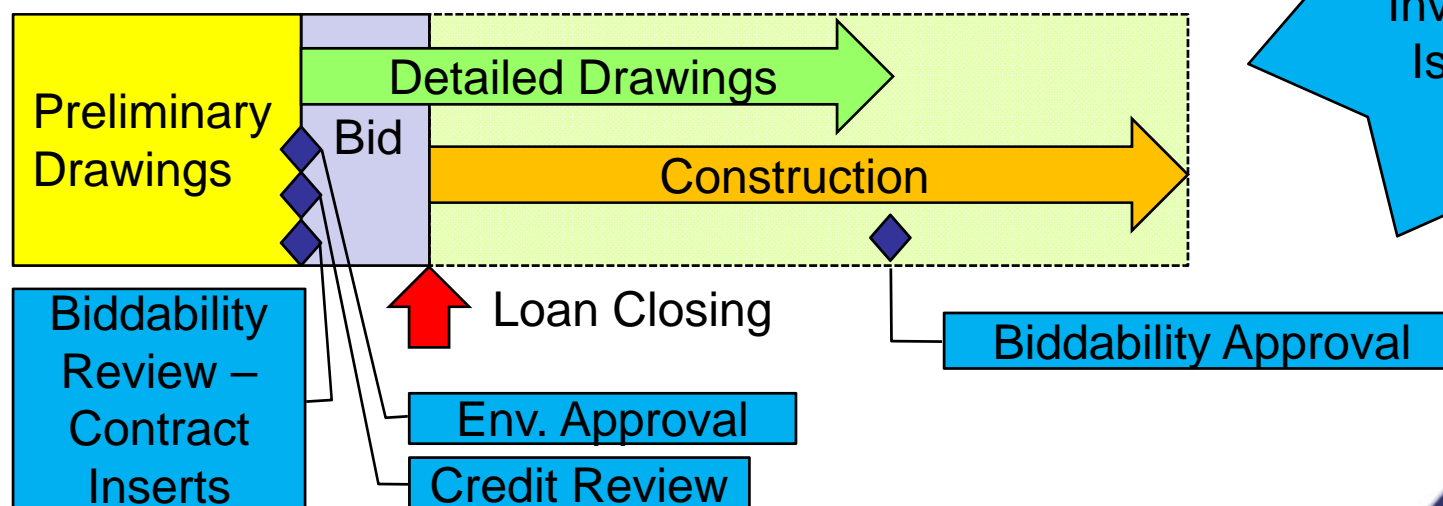 Detailed Drawings
Preliminary
Drawings
Bid
Construction
Loan Closing
Biddability
Review –
Contract
Inserts
Biddability Approval
Env. Approval
Credit Review